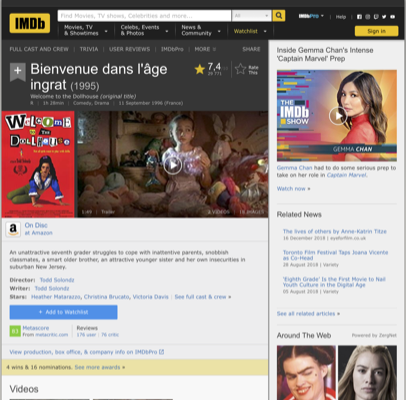 IMDb
Find Movies, TV shows, Celebrities and more...
All
IMDbPro
Help
Movies, TV
& Showtimes
Celebs, Events
& Photos
News &
Community
Watchlist
Sign in
FULL CAST AND CREW | TRIVIA | USER REVIEWS | IMDbPro | MORE
SHARE
+
Bienvenue dans l'âge
ingrat (1995)
7,4
Rate
This
Welcome to the Dollhouse (original title)
R | 1h 28min | Comedy, Drama | 11 September 1996 (France)
WELCOME
TO THE
DOLLHOUSE
1:46 | Trailer
2 VIDEOS | 16 IMAGES
a
On Disc
at Amazon
An unattractive seventh grader struggles to cope with inattentive parents, snobbish
classmates, a smart older brother, an attractive younger sister and her own insecurities in
suburban New Jersey.
Director: Todd Solondz
Writer: Todd Solondz
Stars: Heather Matarazzo, Christina Brucato, Victoria Davis | See full cast & crew »
+ Add to Watchlist
83
Metascore
From metacritic.com
Reviews
178 user | 76 critic
View production, box office, & company info on IMDbPro
4 wins & 16 nominations. See more awards »
Videos
Inside Gemma Chan's Intense
'Captain Marvel' Prep
THE
IMDb
SHOW
GEMMA CHAN
Gemma Chan had to do some serious prep to
take on her role in Captain Marvel.
Watch now »
Related News
The lives of others by Anne-Katrin Titze
16 December 2018 | eyeforfilm.co.uk
Toronto Film Festival Taps Joana Vicente
as Co-Head
28 August 2018 | Variety
'Eighth Grade' Is the First Movie to Nail
Youth Culture in the Digital Age
05 August 2018 | Variety
See all related articles »
Around The Web
Powered by ZergNet